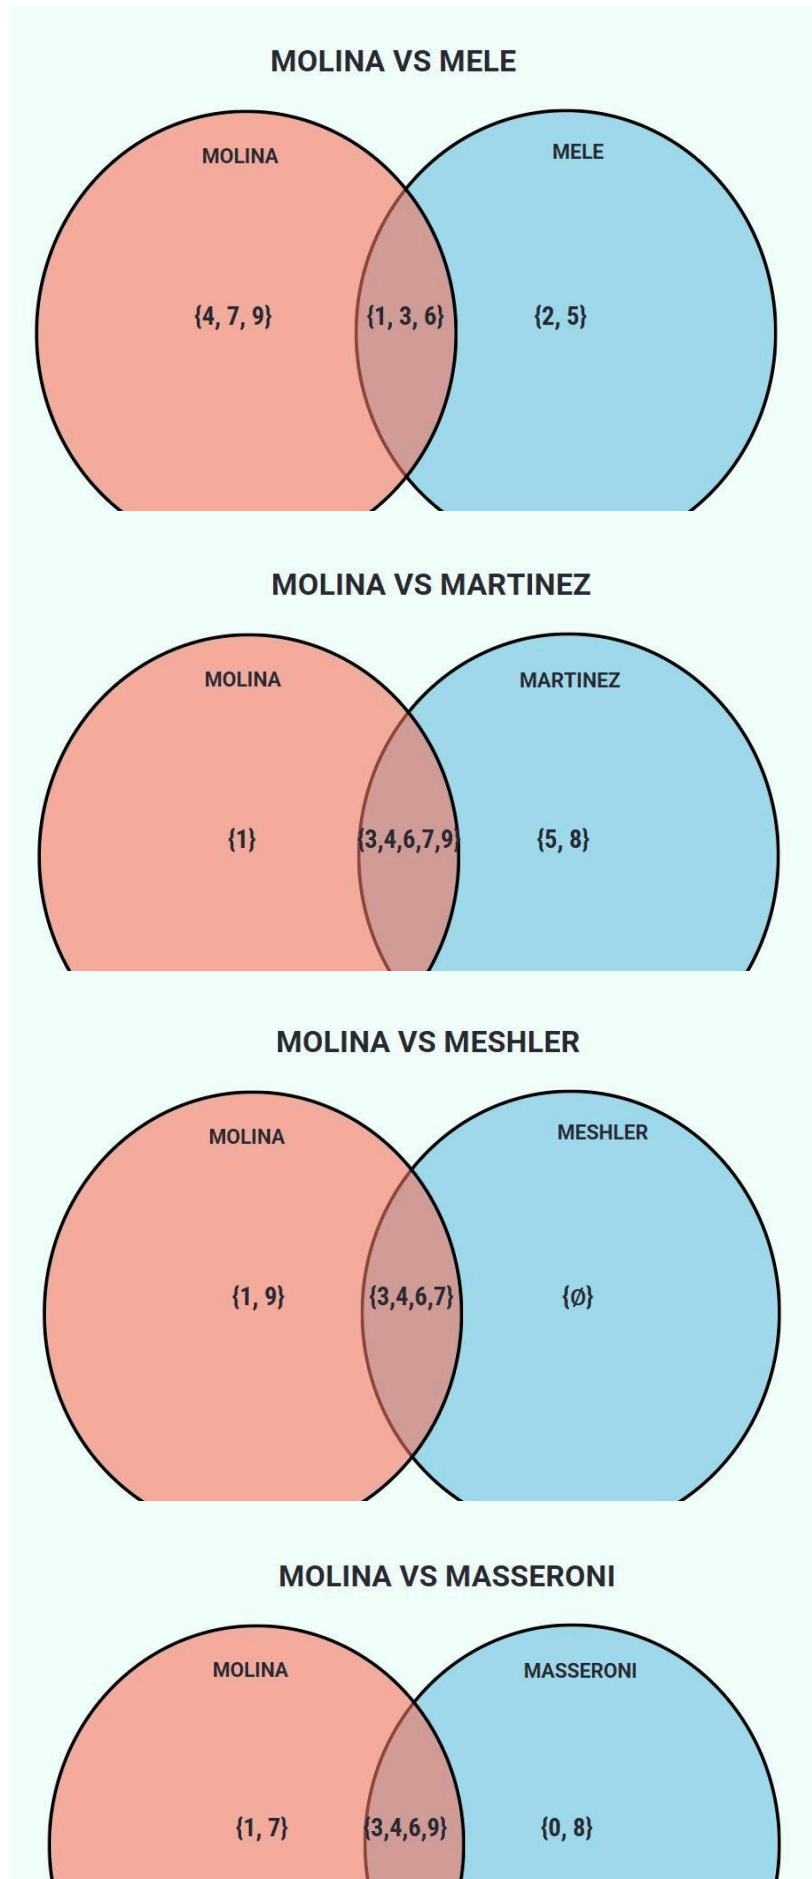 MOLINA VS MELE
MOLINA
MELE
{4, 7, 9}
{1, 3, 6}
{2, 5}
MOLINA VS MARTINEZ
MOLINA
MARTINEZ
{1}
{3,4,6,7,9}
{5, 8}
MOLINA VS MESHLER
MOLINA
MESHLER
{1, 9}
{3,4,6,7}
{∅}
MOLINA VS MASSERONI
MOLINA
MASSERONI
{1, 7}
{3,4,6,9}
{0, 8}